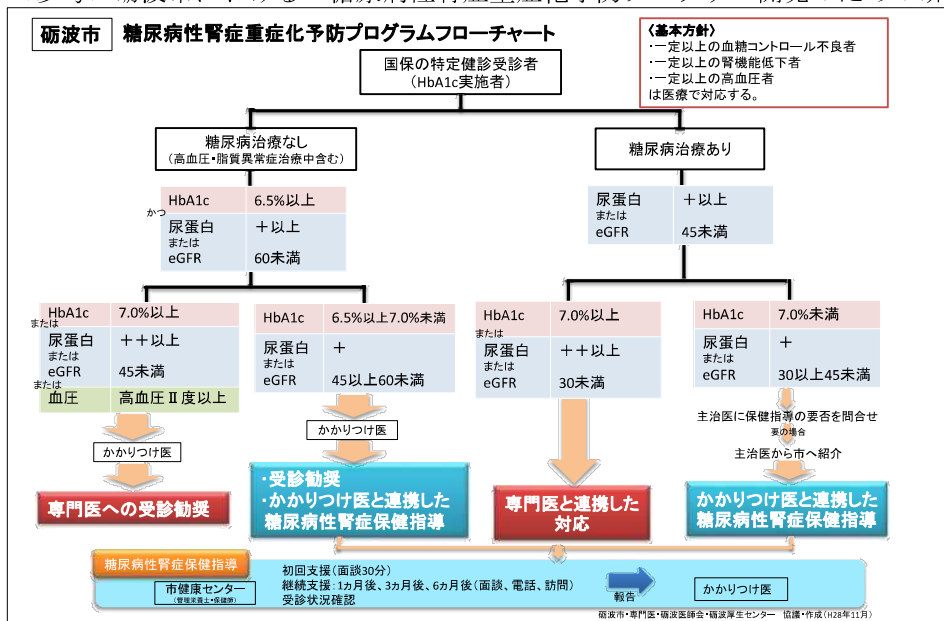 砺波市 糖尿病性腎症重症化予防プログラムフローチャート
〈基本方針〉
・一定以上の血糖コントロール不良者
・一定以上の腎機能低下者
・一定以上の高血圧者
は医療で対応する。
国保の特定健診受診者
(HbA1c実施者)
糖尿病治療なし
(高血圧・脂質異常症治療中含む)
HbA1c 6.5%以上
かつ
尿蛋白 +以上
または
eGFR 60未満
糖尿病治療あり
尿蛋白 +以上
または
eGFR 45未満
HbA1c 7.0%以上
または
尿蛋白 ++以上
または
eGFR 45未満
または
血圧 高血圧Ⅱ度以上
かかりつけ医
専門医への受診勧奨
HbA1c 6.5%以上7.0%未満
尿蛋白 +
または
eGFR 45以上60未満
かかりつけ医
・受診勧奨
・かかりつけ医と連携した
糖尿病性腎症保健指導
HbA1c 7.0%以上
または
尿蛋白 ++以上
または
eGFR 30未満
専門医と連携した
対応
HbA1c 7.0%未満
尿蛋白 +
または
eGFR 30以上45未満
主治医に保健指導の要否を問合せ
要の場合
主治医から市へ紹介
かかりつけ医と連携した
糖尿病性腎症保健指導
糖尿病性腎症保健指導
市健康センター
(管理栄養士・保健師)
初回支援(面談30分)
継続支援:1ヵ月後、3ヵ月後、6ヵ月後(面談、電話、訪問)
受診状況確認
報告
かかりつけ医
砺波市・専門医・砺波医師会・砺波厚生センター 協議・作成(H28年11月)